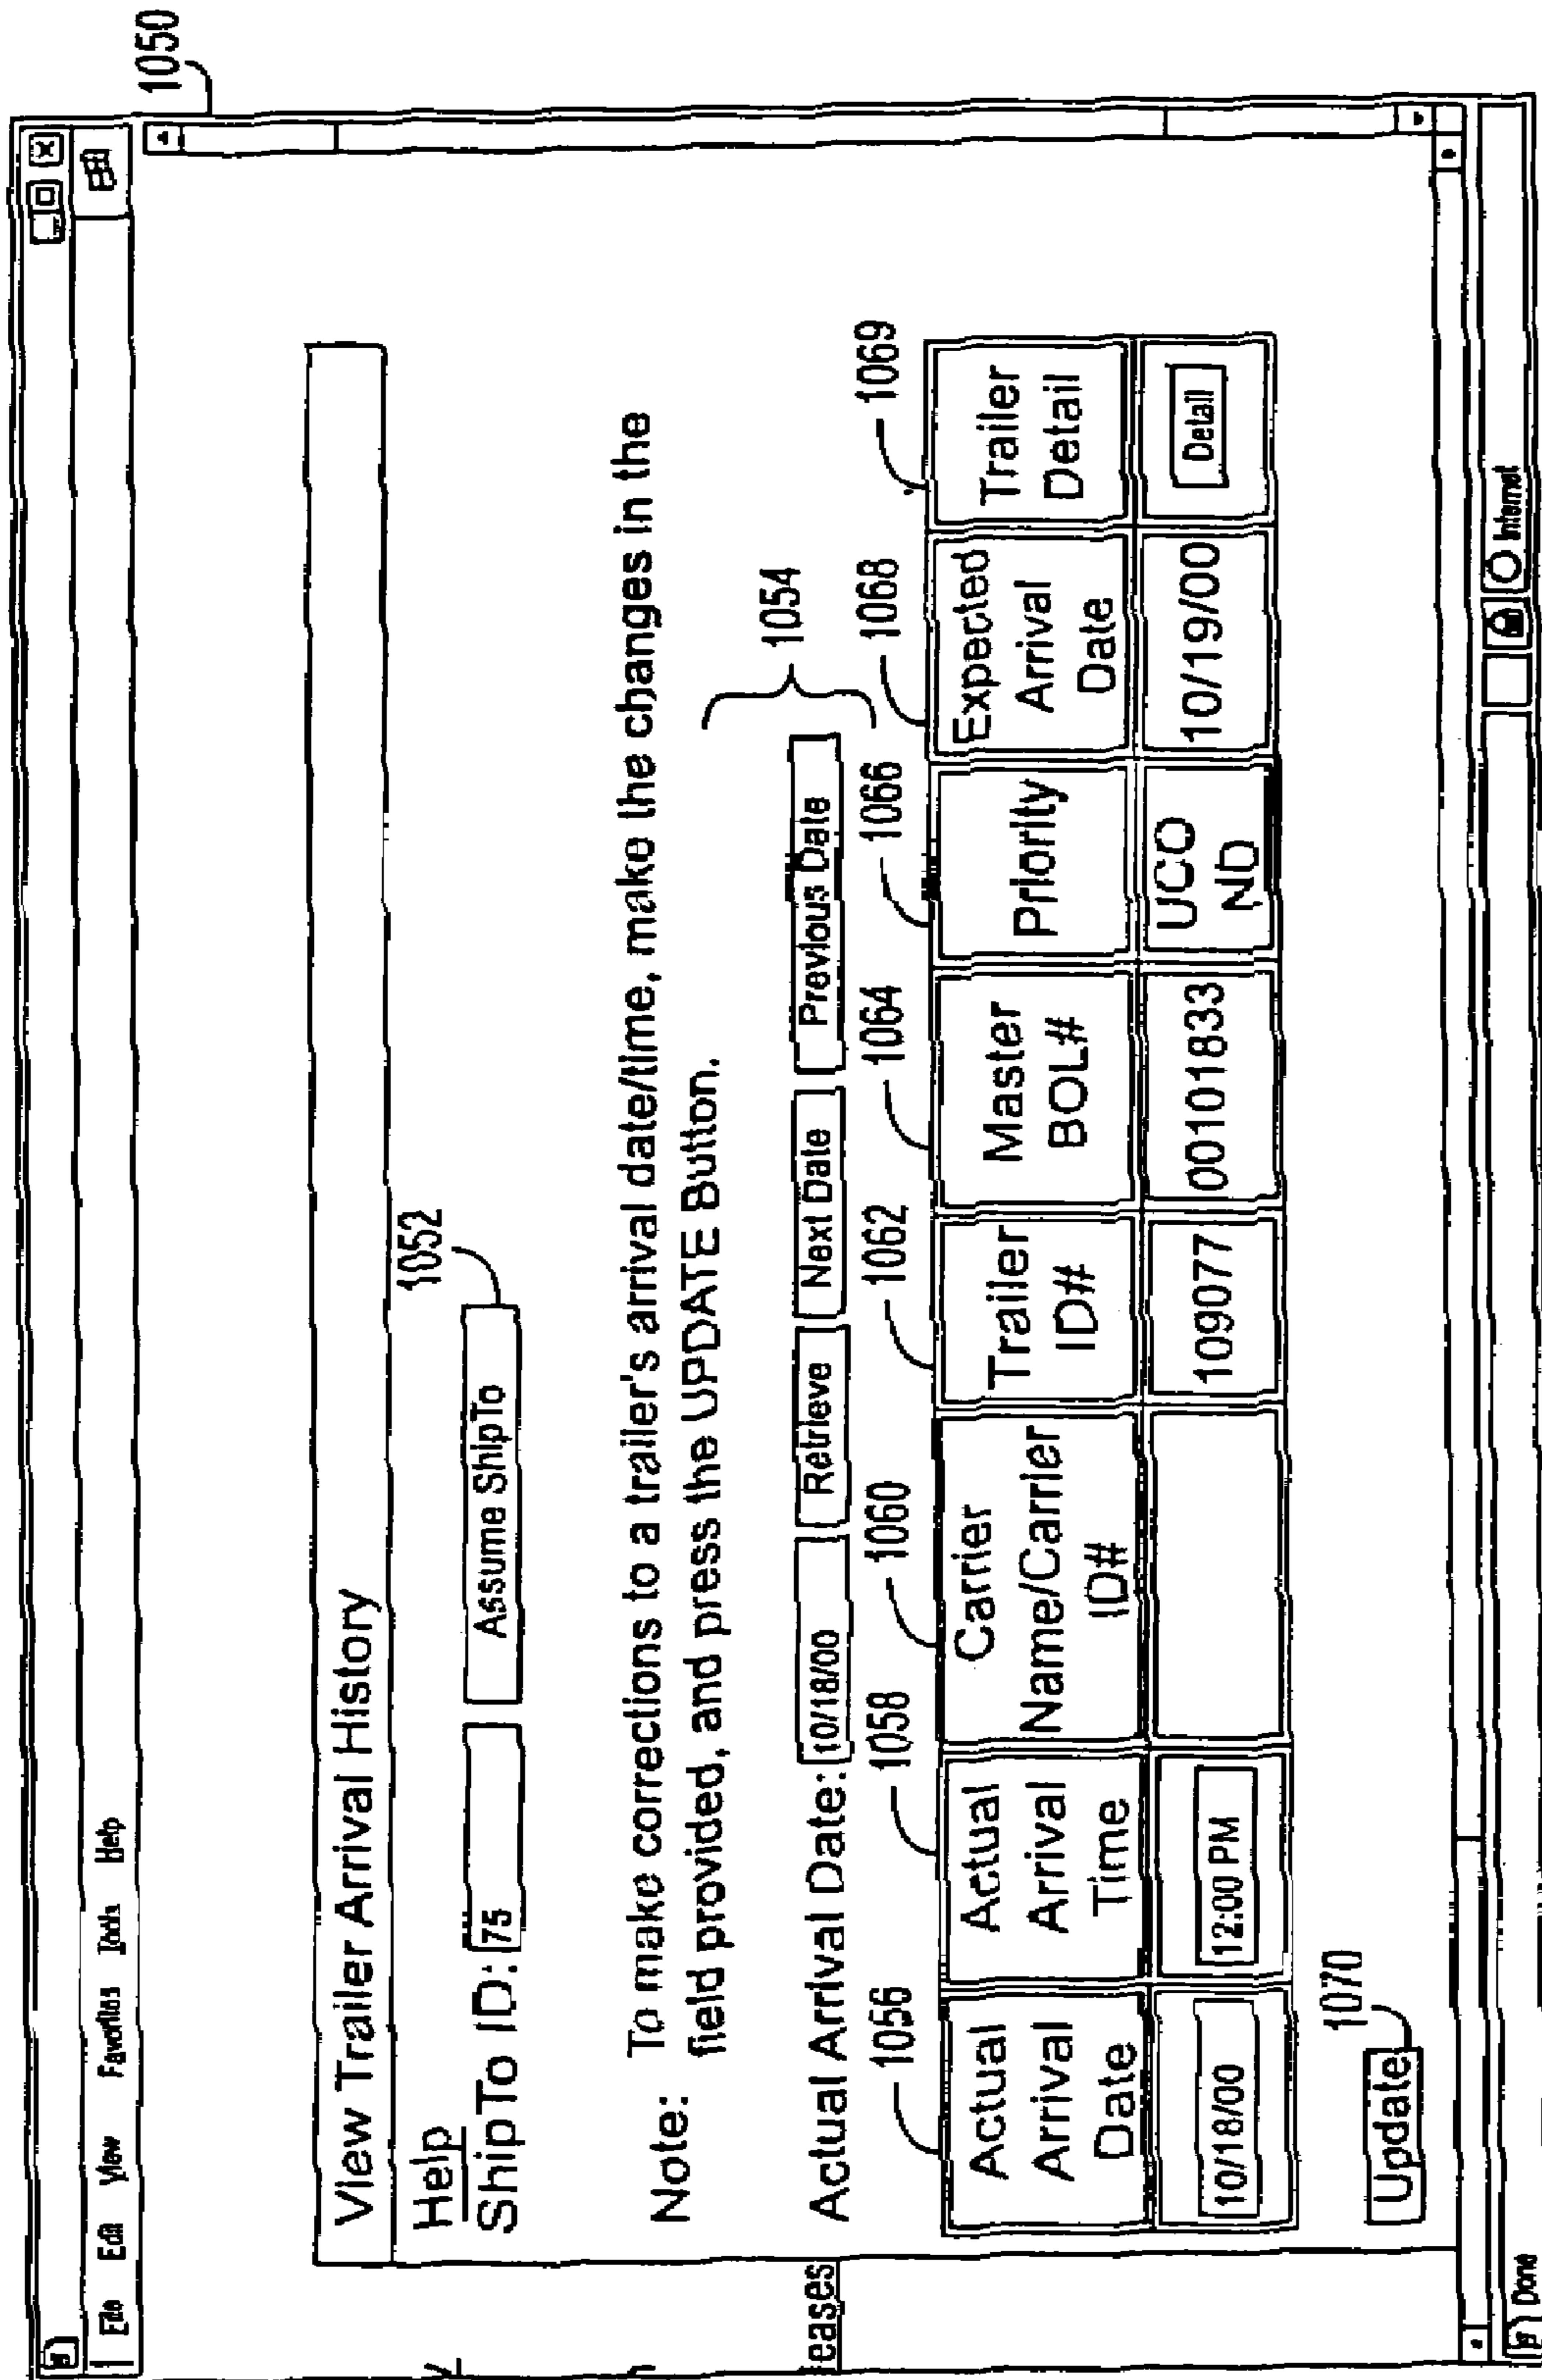 1050
File Edit View Favorites Tools Help
View Trailer Arrival History
Help
1052
ShipTo ID: 75 Assume ShipTo
Note: To make corrections to a trailer's arrival date/time, make the changes in the
field provided, and press the UPDATE Button.
1054
Actual Arrival Date: 10/18/00 Retrieve Next Date Previous Date
eases
1056 1058 1060 1062 1064 1066 1068 1069
Actual Arrival Date
Actual Arrival Time
Carrier Name/Carrier ID#
Trailer ID#
Master BOL#
Priority
Expected Arrival Date
Trailer Detail
10/18/00 12:00 PM 109077 00101833 UCO ND 10/19/00 Detail
1070
Update
Done Internet